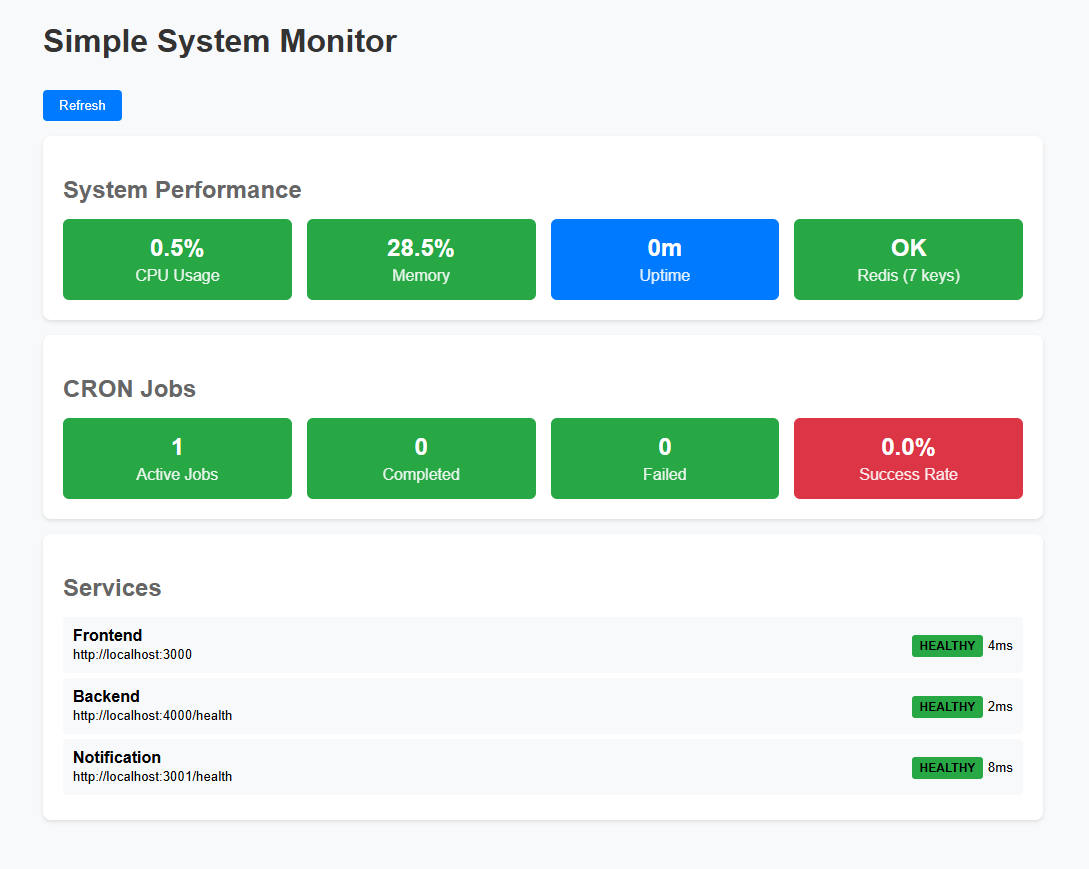 Simple System Monitor
Refresh
System Performance
0.5%
CPU Usage
28.5%
Memory
0m
Uptime
OK
Redis (7 keys)
CRON Jobs
1
Active Jobs
0
Completed
0
Failed
0.0%
Success Rate
Services
Frontend
http://localhost:3000
HEALTHY 4ms
Backend
http://localhost:4000/health
HEALTHY 2ms
Notification
http://localhost:3001/health
HEALTHY 8ms